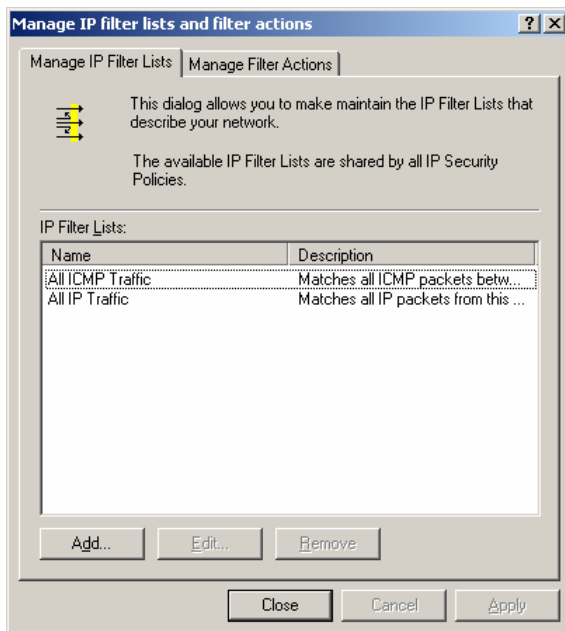 Manage IP filter lists and filter actions
Manage IP Filter Lists
Manage Filter Actions
This dialog allows you to make maintain the IP Filter Lists that
describe your network.
The available IP Filter Lists are shared by all IP Security
Policies.
IP Filter Lists:
Name Description
All ICMP Traffic Matches all ICMP packets betw...
All IP Traffic Matches all IP packets from this ...
Add... Edit... Remove
Close Cancel Apply